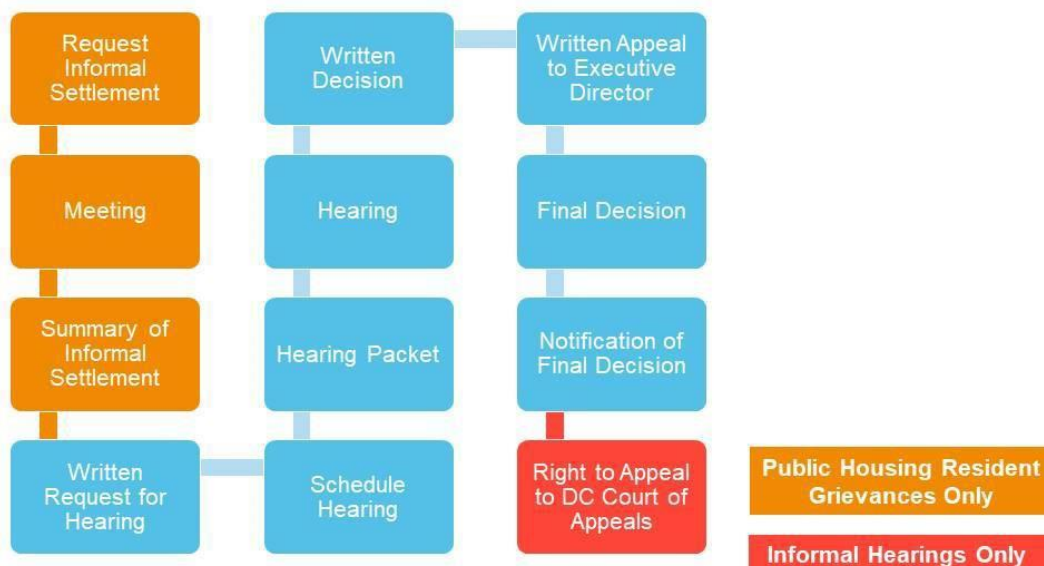 Request
Informal
Settlement
Meeting
Summary of
Informal
Settlement
Written
Request for
Hearing
Schedule
Hearing
Hearing Packet
Hearing
Written
Decision
Written Appeal
to Executive
Director
Final Decision
Notification of
Final Decision
Right to Appeal
to DC Court of
Appeals
Public Housing Resident
Grievances Only
Informal Hearings Only